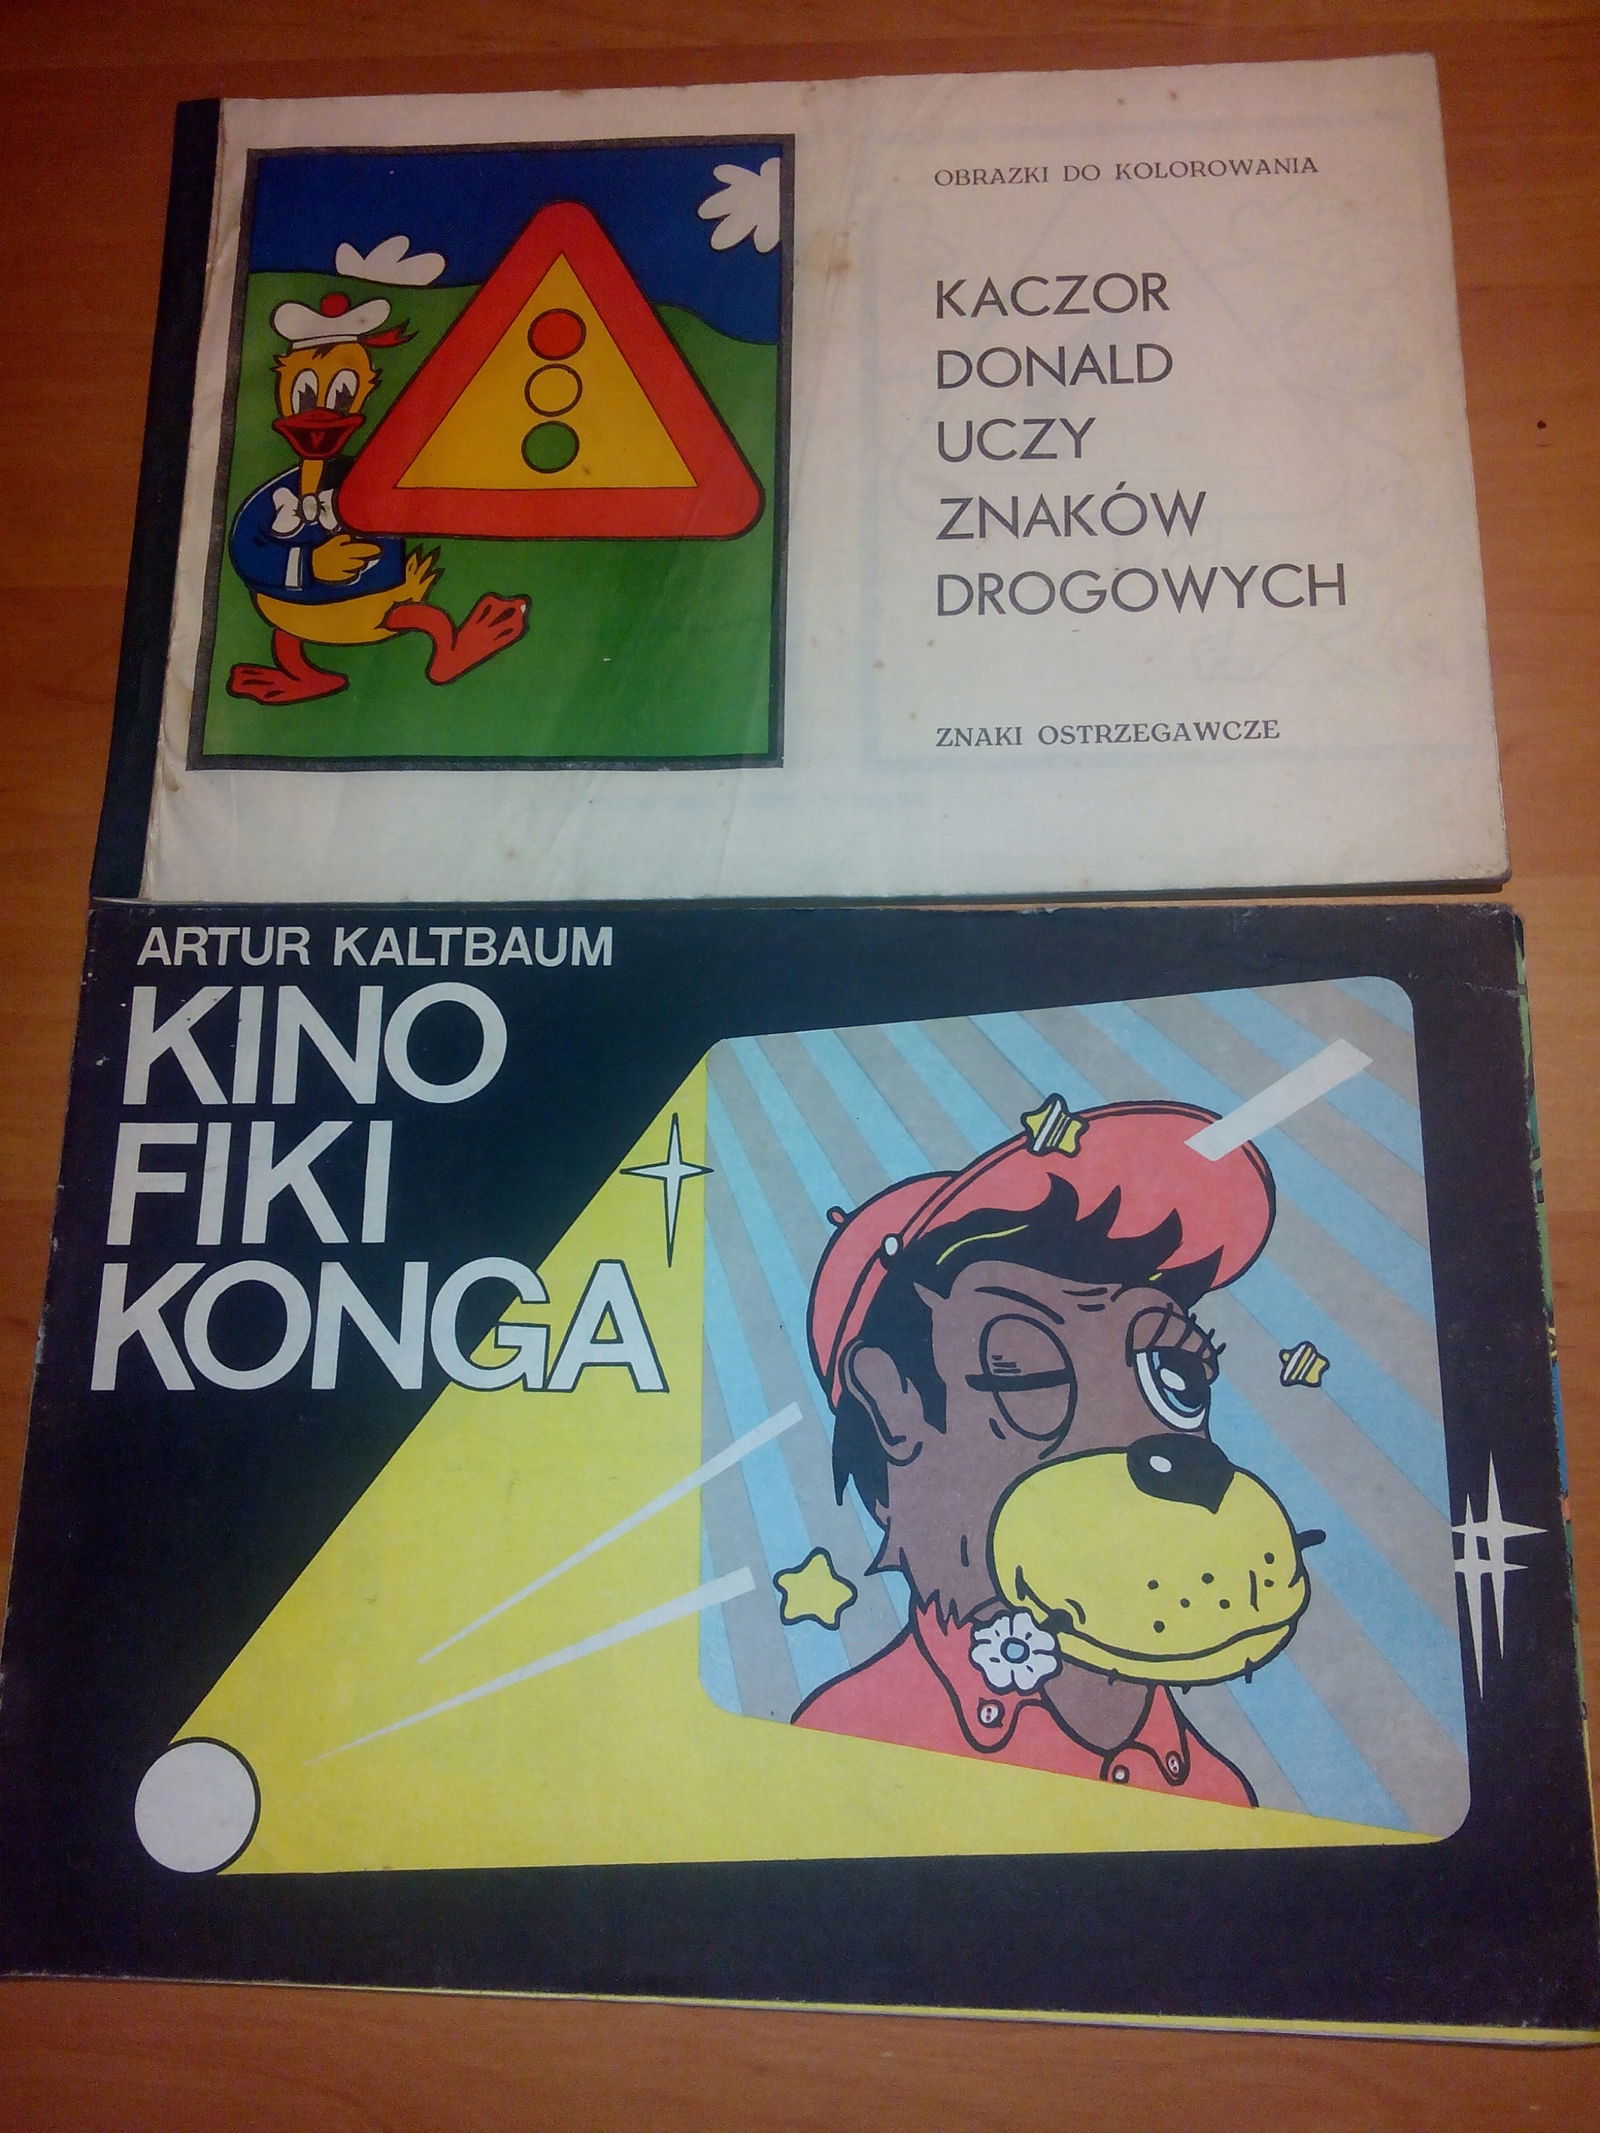 OBRAZKI DO KOLOROWANIA
KACZOR
DONALD
UCZY
ZNAKÓW
DROGOWYCH
ZNAKI OSTRZEGAWCZE
ARTUR KALTBAUM
KINO
FIKI
KONGA